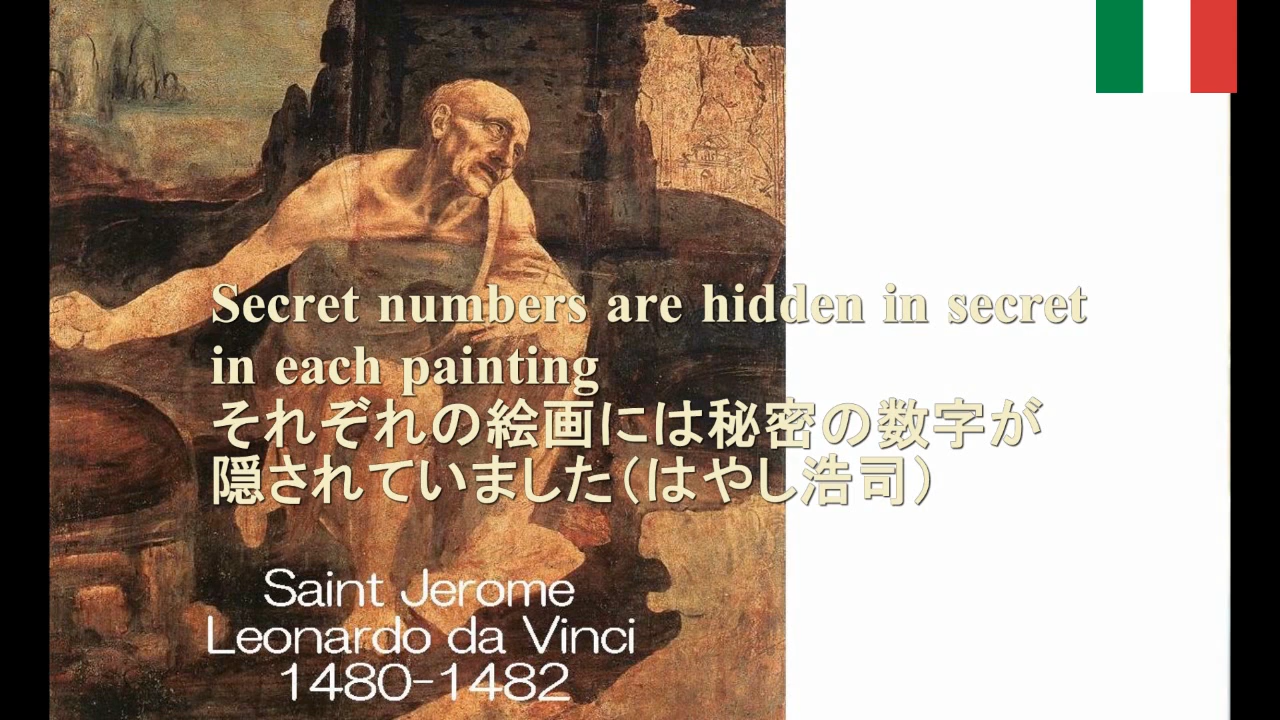 Secret numbers are hidden in secret
in each painting
それぞれの絵画には秘密の数字が
隠されていました（はやし浩司）
Saint Jerome
Leonardo da Vinci
1480-1482